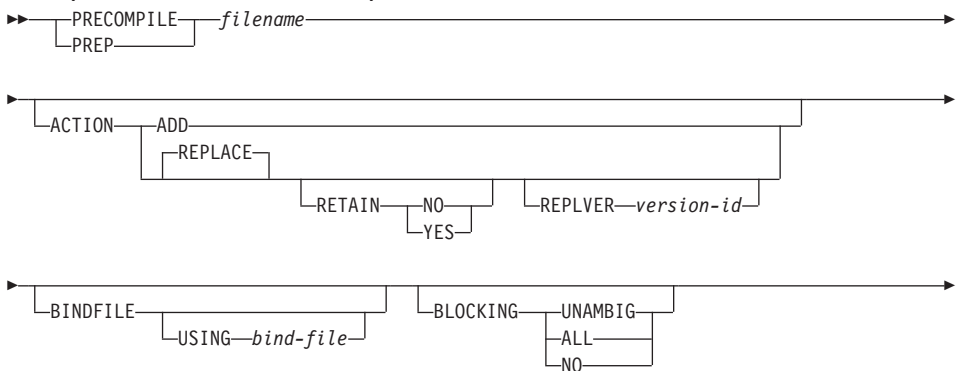 PRECOMPILE filename
PREP
ACTION ADD
REPLACE
RETAIN NO REPLVER version-id
YES
BINDFILE BLOCKING UNAMBIG
USING bind-file ALL
NO